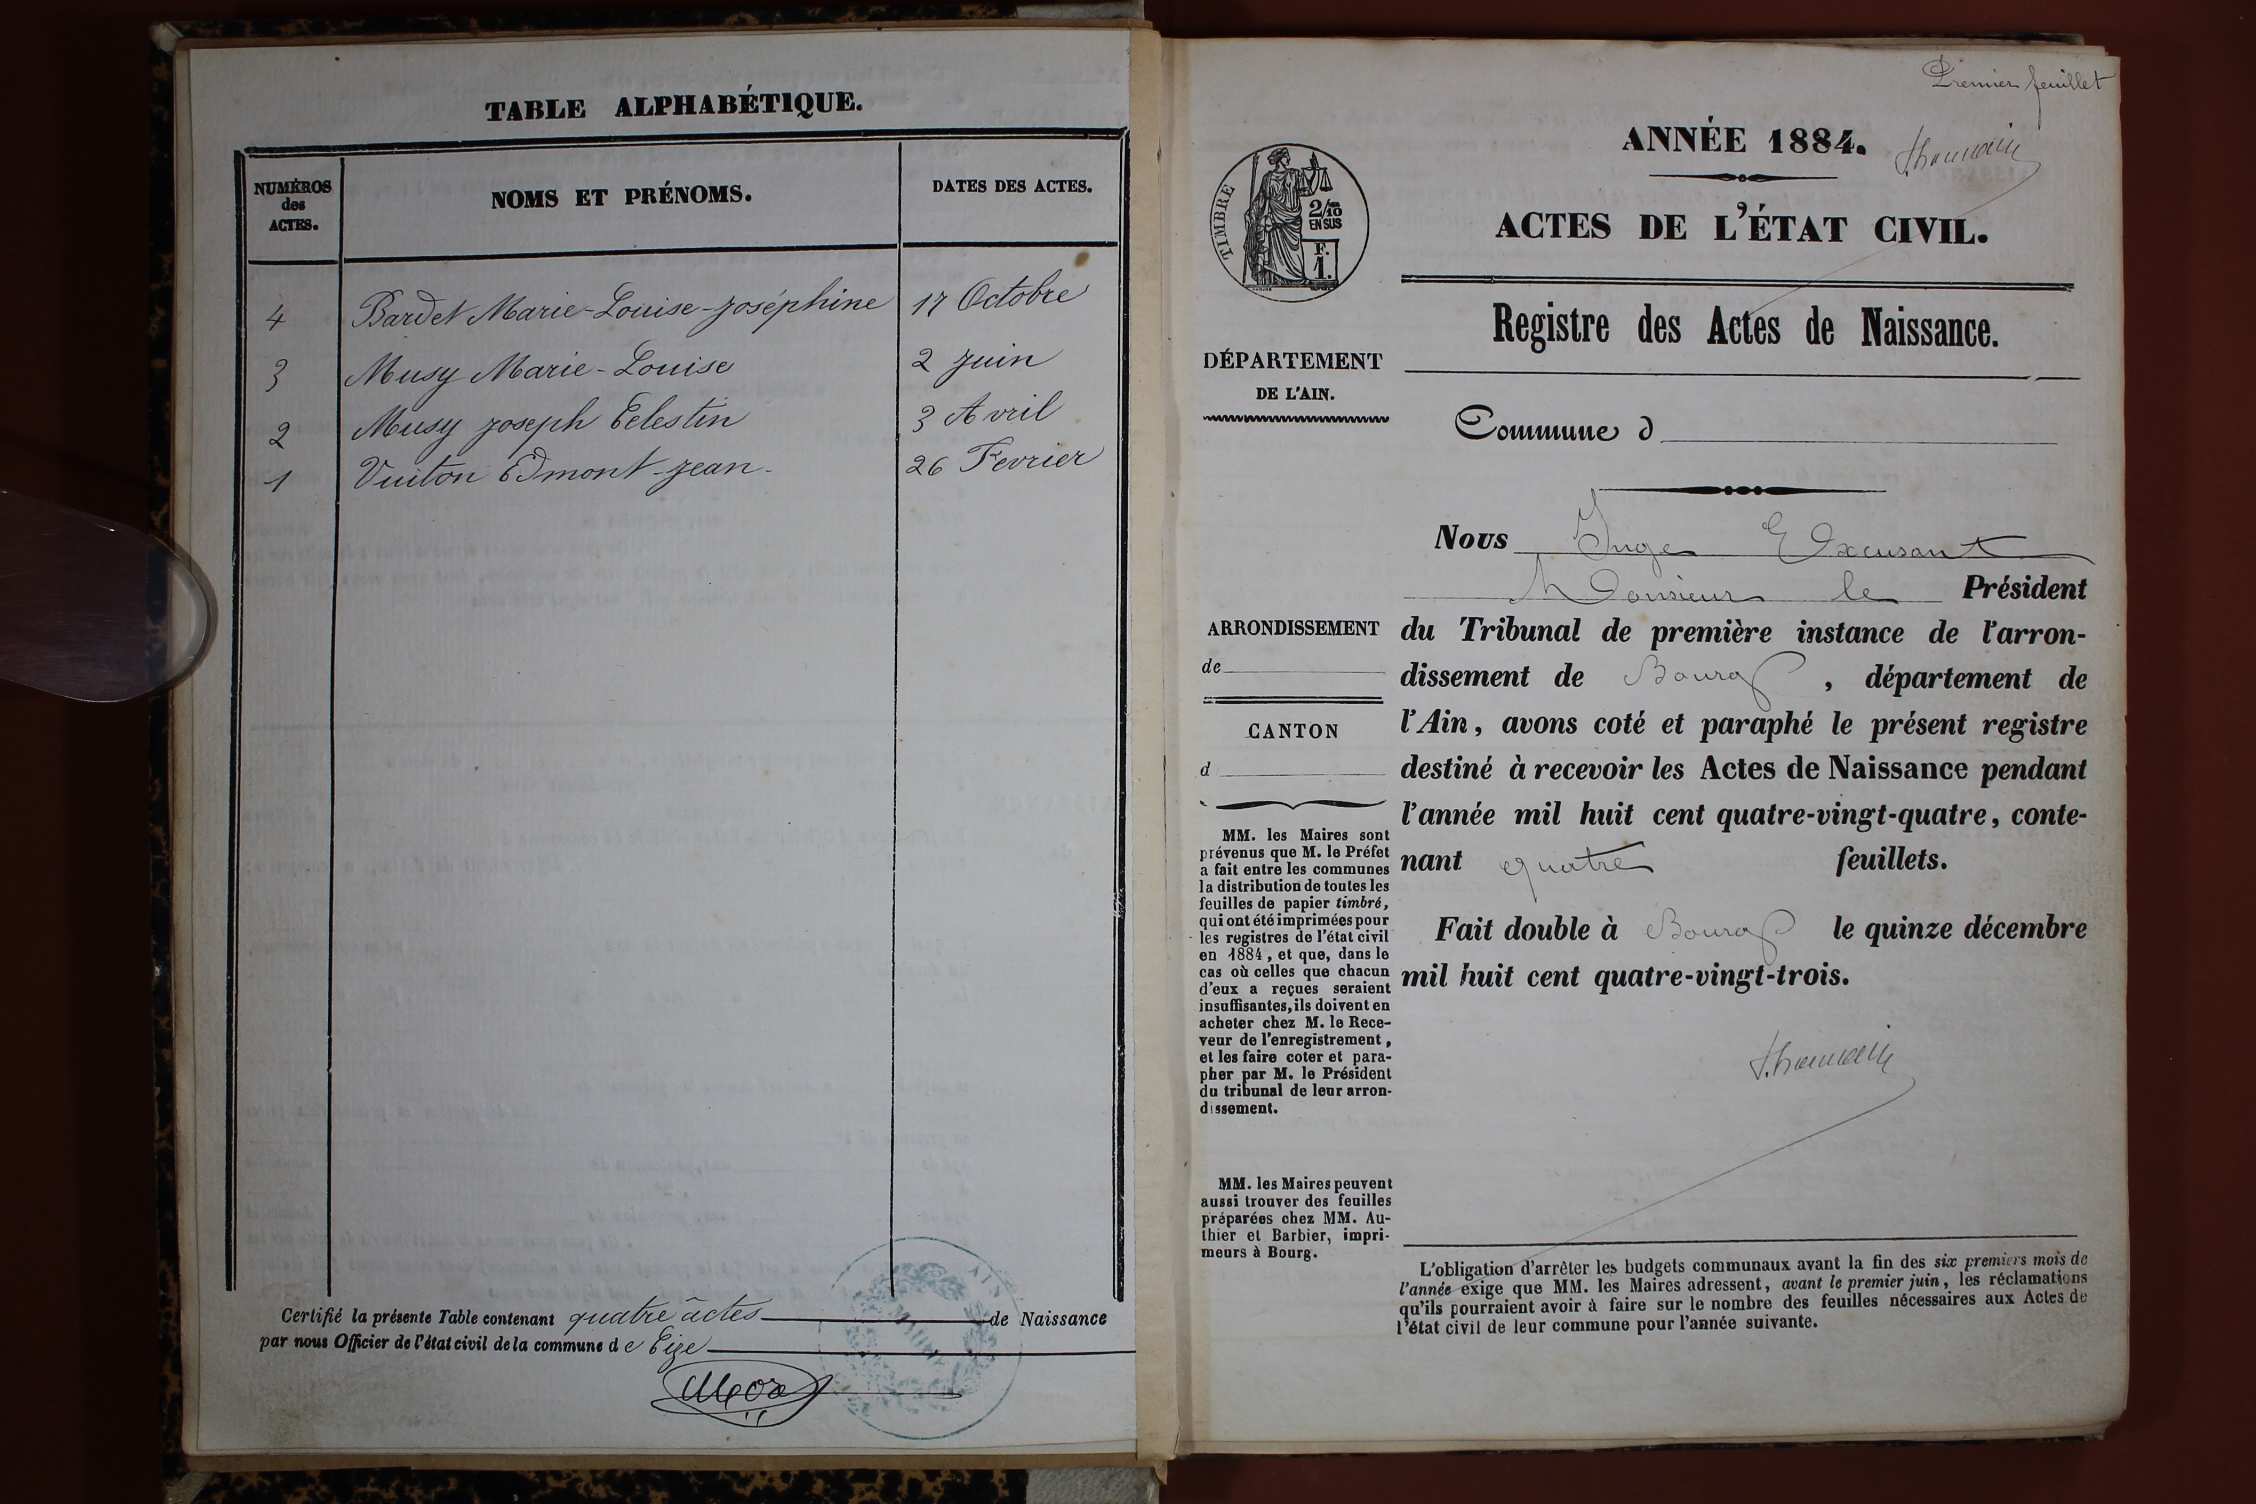 TABLE ALPHABÉTIQUE.
NUMÉROS
des
ACTES.
NOMS ET PRÉNOMS.
DATES DES ACTES.
4 Bardet Marie-Louise-Joséphine 17 Octobre
3 Musy Marie-Louise 2 Juin
2 Musy Joseph Celestin 3 Avril
1 Vuiton Edmont-Jean- 26 Fevrier
Certifié la présente Table contenant quatre actes de Naissance
par nous Officier de l'état civil de la commune de Cize
Premier feuillet
ANNÉE 1884.
ACTES DE L'ÉTAT CIVIL.
TIMBRE
2/10
EN SUS
F.
1.
Registre des Actes de Naissance.
DÉPARTEMENT
DE L'AIN.
Commune d
Nous Juge Excusant
Monsieur le Président
du Tribunal de première instance de l'arron-
dissement de Bourg, département de
l'Ain, avons coté et paraphé le présent registre
destiné à recevoir les Actes de Naissance pendant
l'année mil huit cent quatre-vingt-quatre, conte-
nant quatre feuillets.
Fait double à Bourg le quinze décembre
mil huit cent quatre-vingt-trois.
ARRONDISSEMENT
de
CANTON
d
MM. les Maires sont
prévenus que M. le Préfet
a fait entre les communes
la distribution de toutes les
feuilles de papier timbré,
qui ont été imprimées pour
les registres de l'état civil
en 1884, et que, dans le
cas où celles que chacun
d'eux a reçues seraient
insuffisantes, ils doivent en
acheter chez M. le Rece-
veur de l'enregistrement,
et les faire coter et para-
pher par M. le Président
du tribunal de leur arron-
dissement.
MM. les Maires peuvent
aussi trouver des feuilles
préparées chez MM. Au-
thier et Barbier, impri-
meurs à Bourg.
L'obligation d'arrêter les budgets communaux avant la fin des six premiers mois de
l'année exige que MM. les Maires adressent, avant le premier juin, les réclamations
qu'ils pourraient avoir à faire sur le nombre des feuilles nécessaires aux Actes de
l'état civil de leur commune pour l'année suivante.